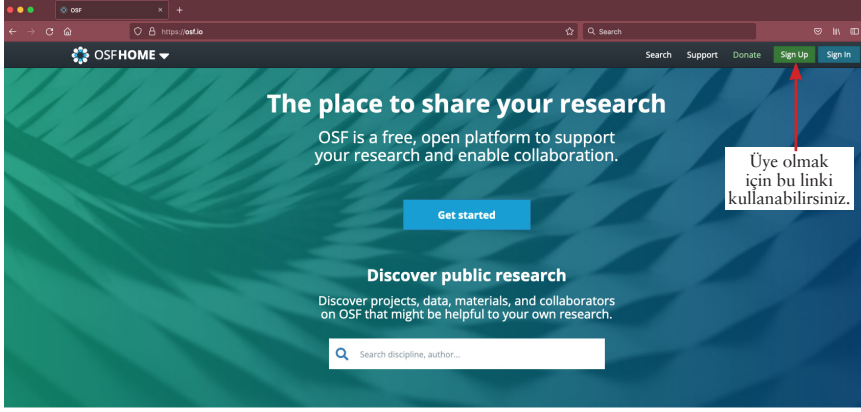 OSF
https://osf.io
Search
OSFHOME
Search Support Donate Sign Up Sign In
The place to share your research
OSF is a free, open platform to support
your research and enable collaboration.
Üye olmak
için bu linki
kullanabilirsiniz.
Get started
Discover public research
Discover projects, data, materials, and collaborators
on OSF that might be helpful to your own research.
Search discipline, author...